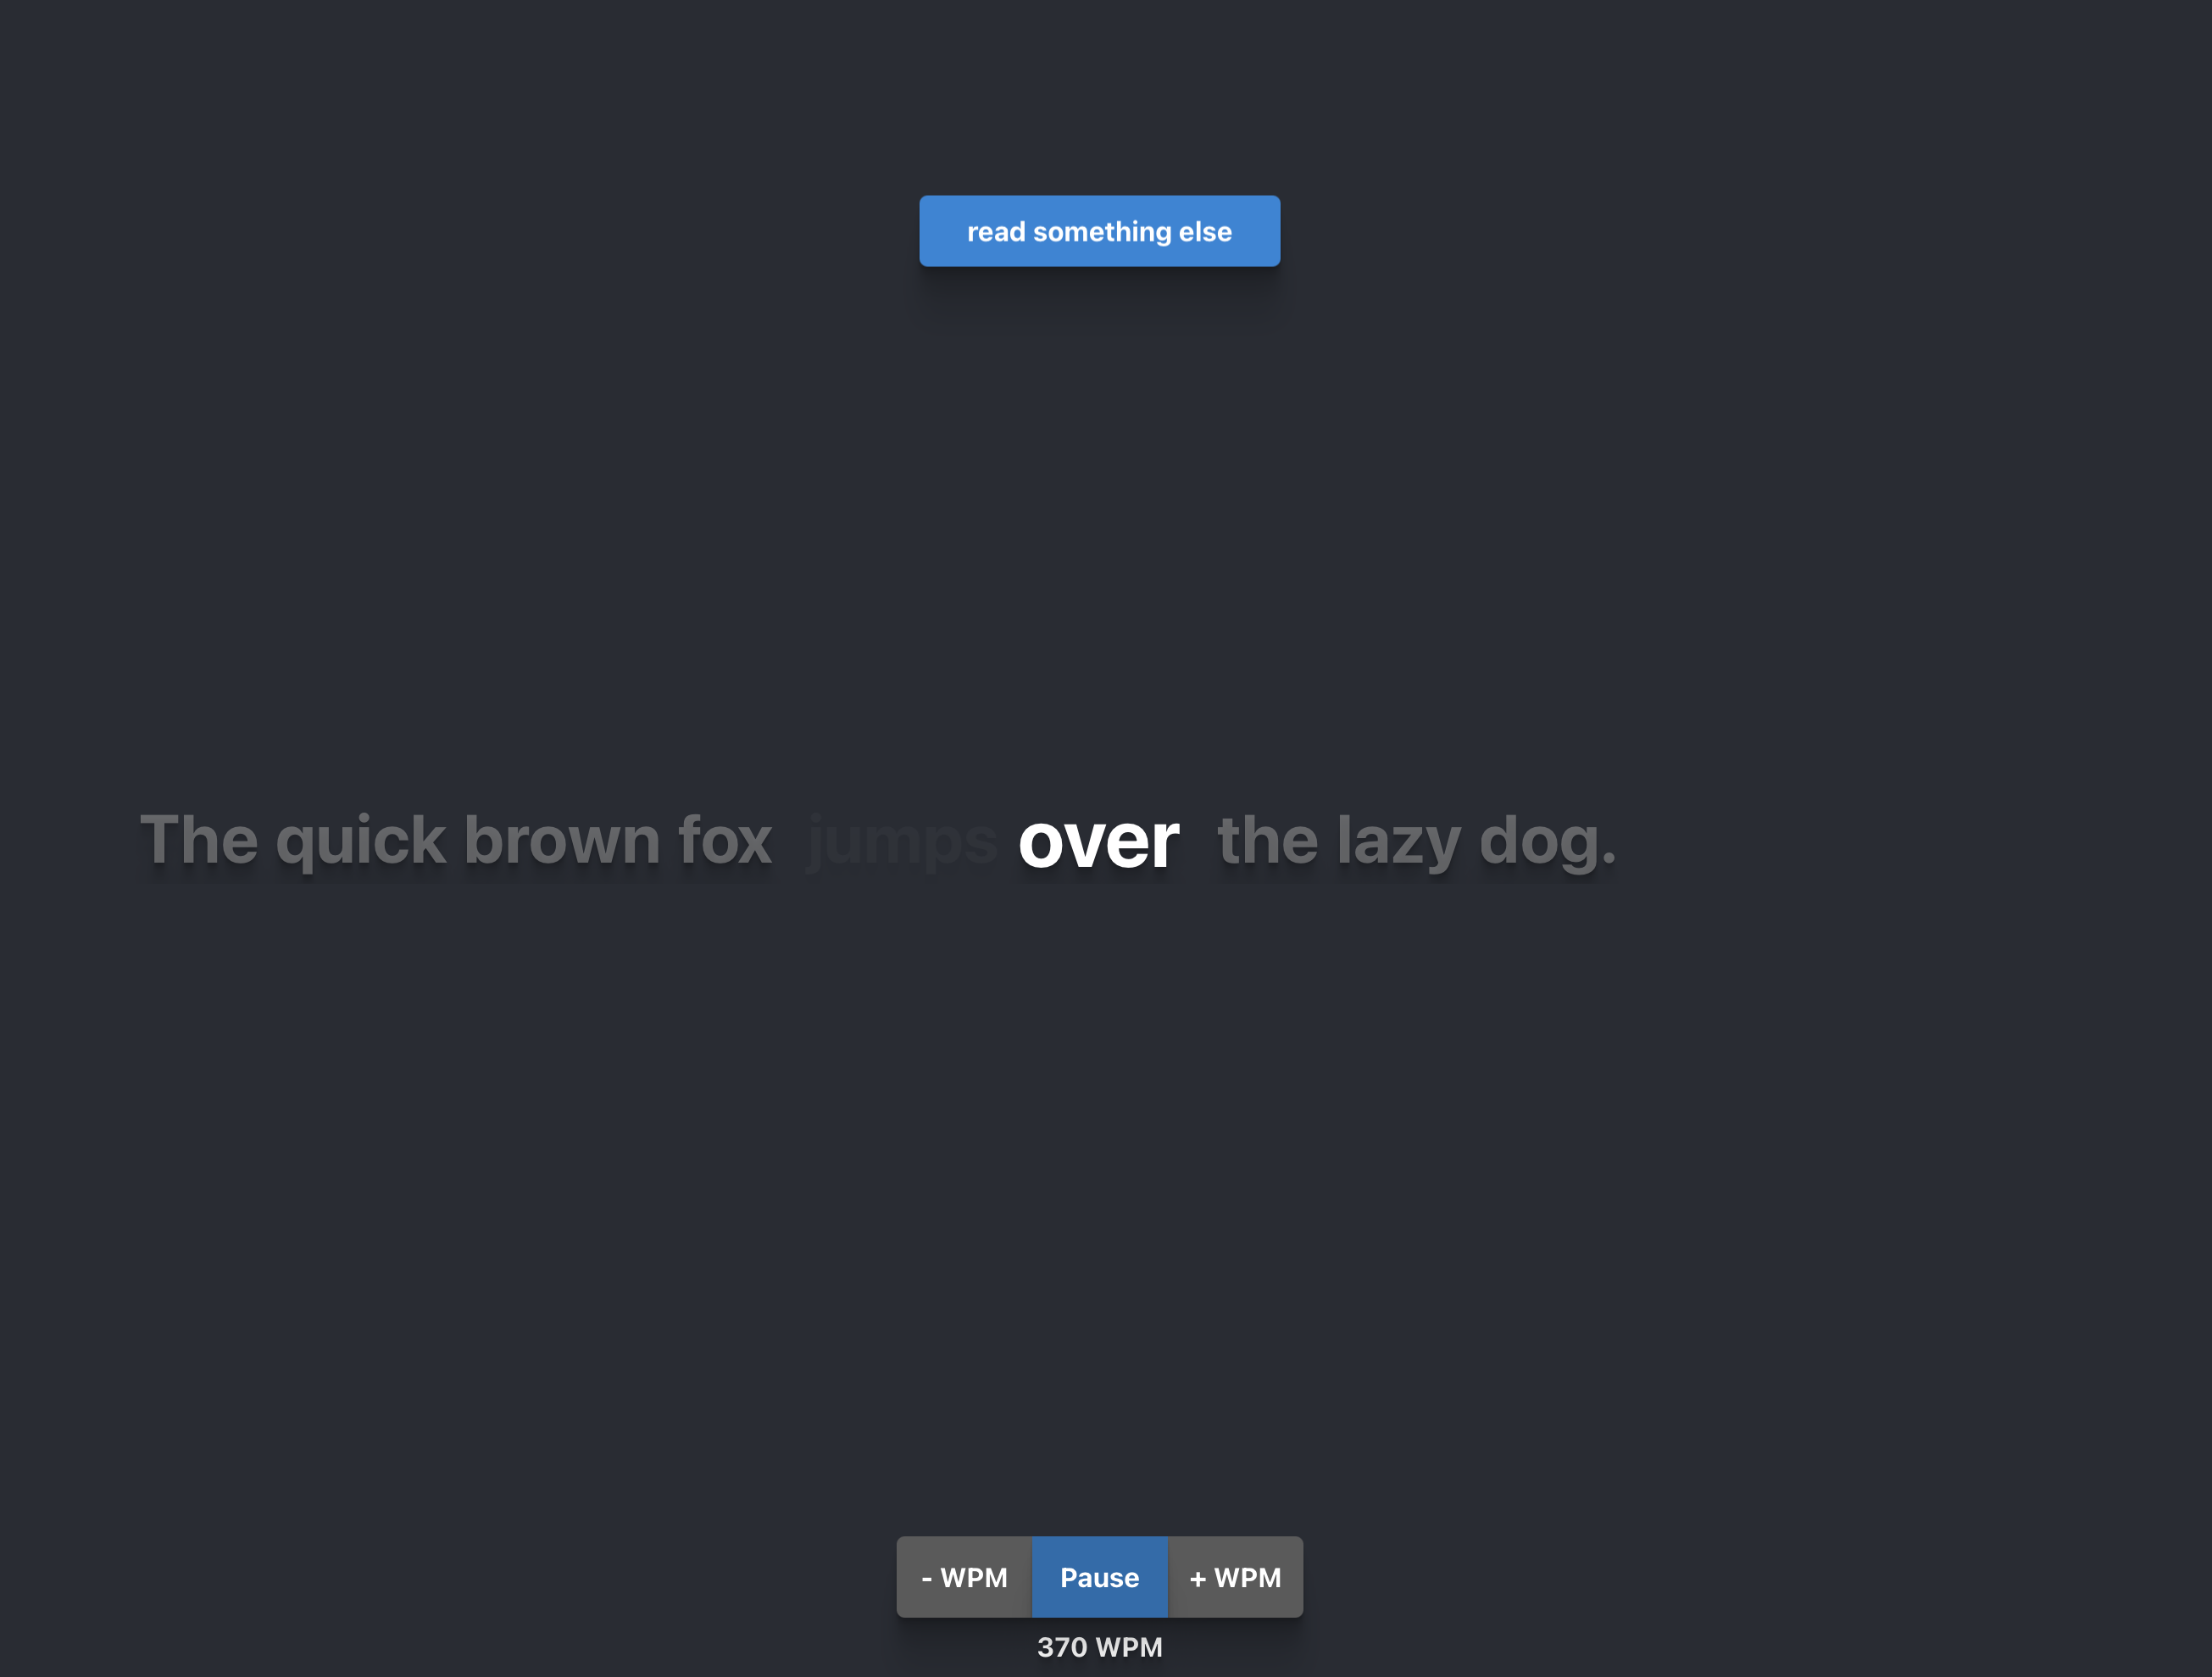 read something else
The quick brown fox jumps over the lazy dog.
- WPM Pause + WPM
370 WPM